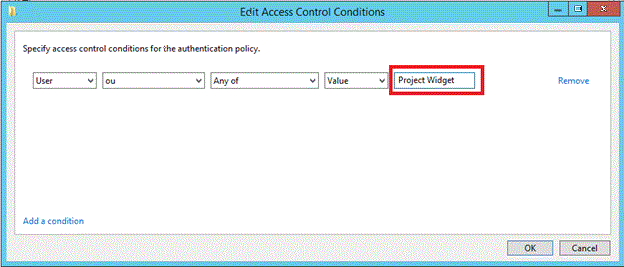 Edit Access Control Conditions
Specify access control conditions for the authentication policy.
User ou Any of Value Project Widget Remove
Add a condition
OK Cancel